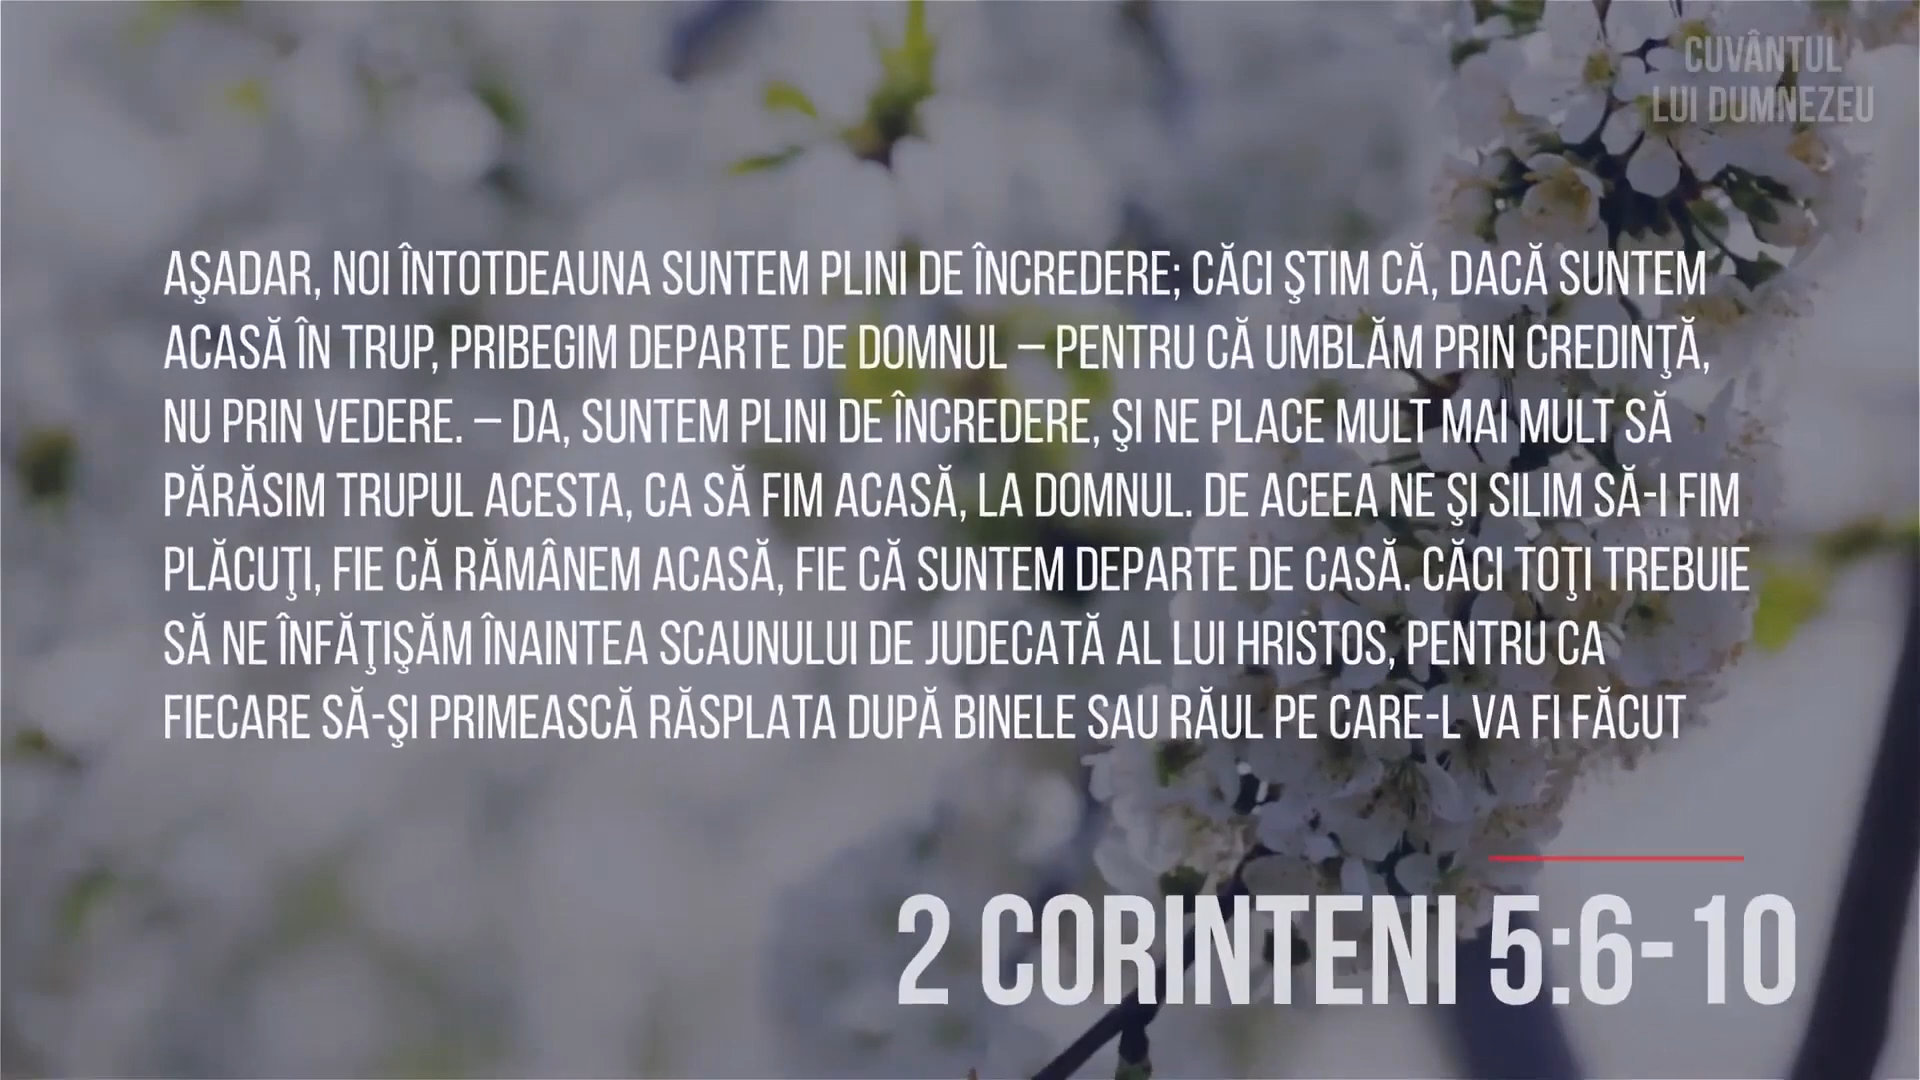 CUVÂNTUL
LUI DUMNEZEU
AŞADAR, NOI ÎNTOTDEAUNA SUNTEM PLINI DE ÎNCREDERE; CĂCI ŞTIM CĂ, DACĂ SUNTEM
ACASĂ ÎN TRUP, PRIBEGIM DEPARTE DE DOMNUL – PENTRU CĂ UMBLĂM PRIN CREDINŢĂ,
NU PRIN VEDERE. – DA, SUNTEM PLINI DE ÎNCREDERE, ŞI NE PLACE MULT MAI MULT SĂ
PĂRĂSIM TRUPUL ACESTA, CA SĂ FIM ACASĂ, LA DOMNUL. DE ACEEA NE ŞI SILIM SĂ-I FIM
PLĂCUŢI, FIE CĂ RĂMÂNEM ACASĂ, FIE CĂ SUNTEM DEPARTE DE CASĂ. CĂCI TOŢI TREBUIE
SĂ NE ÎNFĂŢIŞĂM ÎNAINTEA SCAUNULUI DE JUDECATĂ AL LUI HRISTOS, PENTRU CA
FIECARE SĂ-ŞI PRIMEASCĂ RĂSPLATA DUPĂ BINELE SAU RĂUL PE CARE-L VA FI FĂCUT
2 CORINTENI 5:6-10